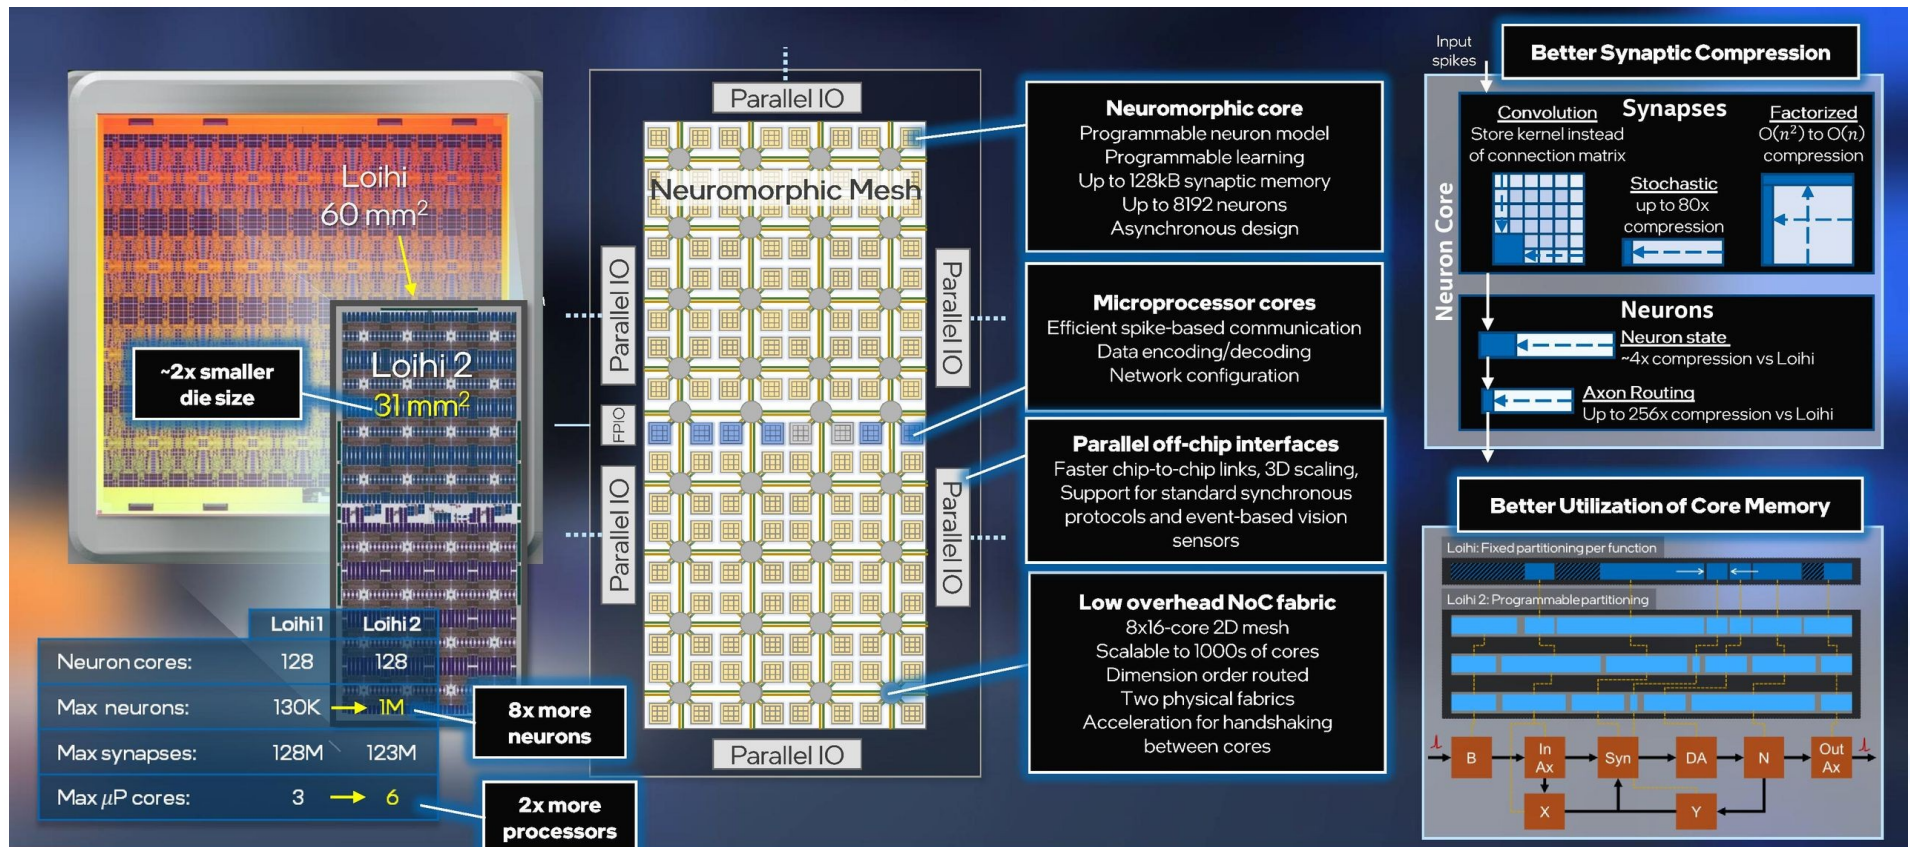 Loihi
60 mm²
~2x smaller
die size
Loihi 2
31 mm²
Loihi 1 Loihi 2
Neuron cores: 128 128
Max neurons: 130K 1M
Max synapses: 128M 123M
Max µP cores: 3 6
8x more
neurons
2x more
processors
Parallel IO
Neuromorphic Mesh
Parallel IO
Parallel IO
FPIO
Parallel IO
Parallel IO
Parallel IO
Neuromorphic core
Programmable neuron model
Programmable learning
Up to 128kB synaptic memory
Up to 8192 neurons
Asynchronous design
Microprocessor cores
Efficient spike-based communication
Data encoding/decoding
Network configuration
Parallel off-chip interfaces
Faster chip-to-chip links, 3D scaling,
Support for standard synchronous
protocols and event-based vision
sensors
Low overhead NoC fabric
8x16-core 2D mesh
Scalable to 1000s of cores
Dimension order routed
Two physical fabrics
Acceleration for handshaking
between cores
Input
spikes
Better Synaptic Compression
Neuron Core
Synapses
Convolution
Store kernel instead
of connection matrix
Stochastic
up to 80x
compression
Factorized
O(n²) to O(n)
compression
Neurons
Neuron state
~4x compression vs Loihi
Axon Routing
Up to 256x compression vs Loihi
Better Utilization of Core Memory
Loihi: Fixed partitioning per function
Loihi 2: Programmable partitioning
B
In
Ax
Syn
DA
N
Out
Ax
X
Y